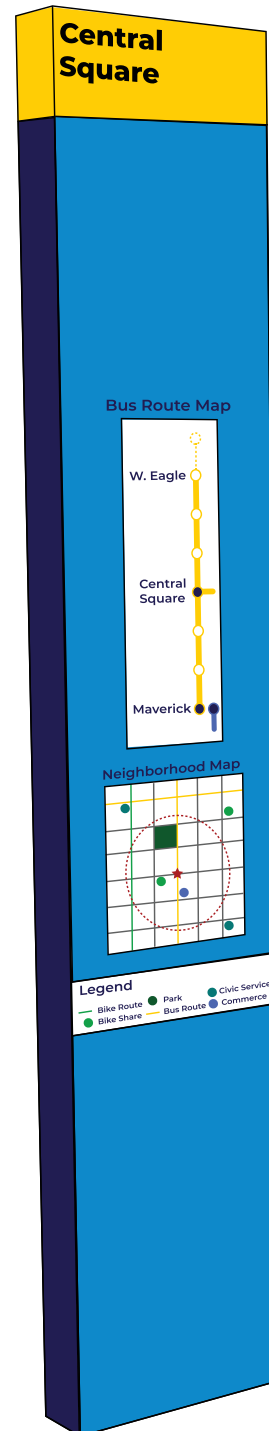 Central
Square
Bus Route Map
W. Eagle
Central
Square
Maverick
Neighborhood Map
Legend
Bike Route
Park
Civic Service
Bike Share
Bus Route
Commerce